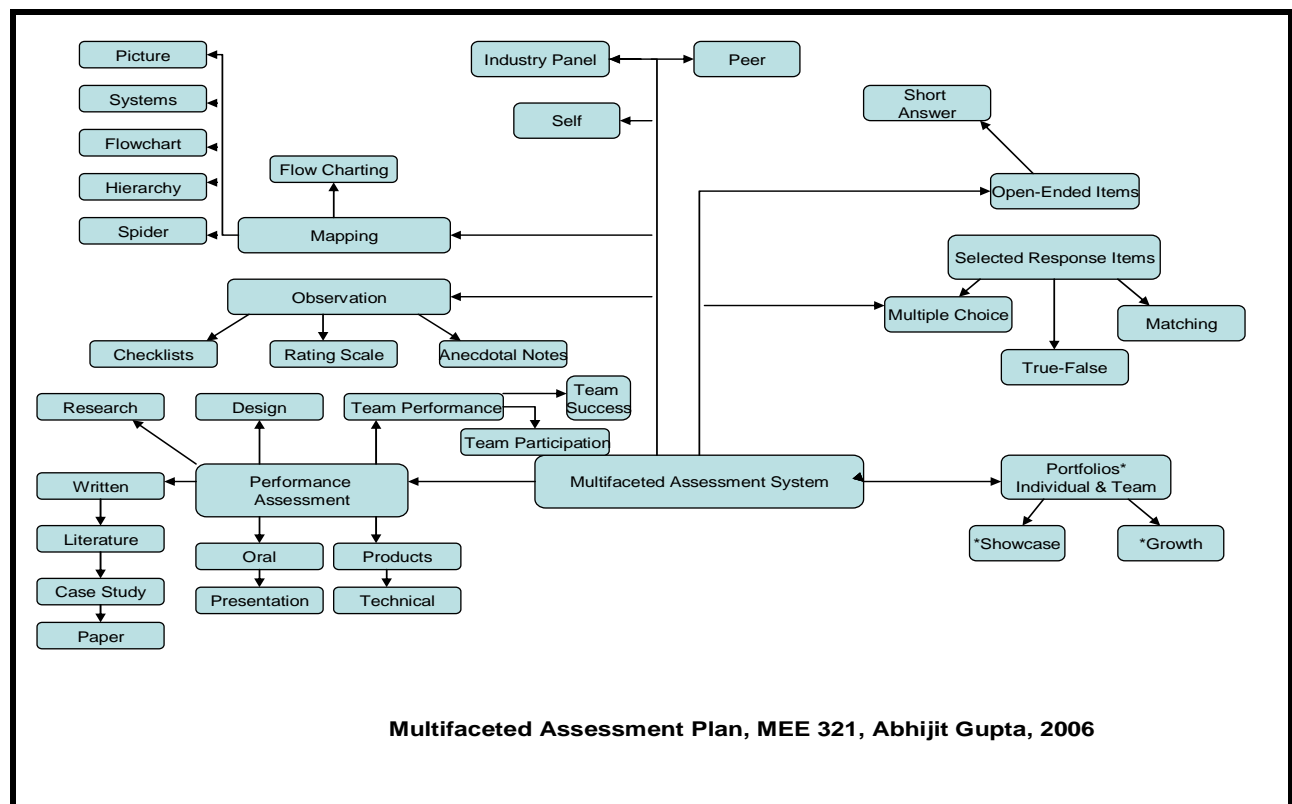 Picture
Systems
Flowchart
Hierarchy
Spider
Flow Charting
Mapping
Industry Panel
Peer
Self
Short
Answer
Open-Ended Items
Selected Response Items
Multiple Choice
Matching
True-False
Observation
Checklists
Rating Scale
Anecdotal Notes
Research
Design
Team Performance
Team
Success
Team Participation
Performance
Assessment
Multifaceted Assessment System
Portfolios*
Individual & Team
*Showcase
*Growth
Written
Literature
Case Study
Paper
Oral
Presentation
Products
Technical
Multifaceted Assessment Plan, MEE 321, Abhijit Gupta, 2006